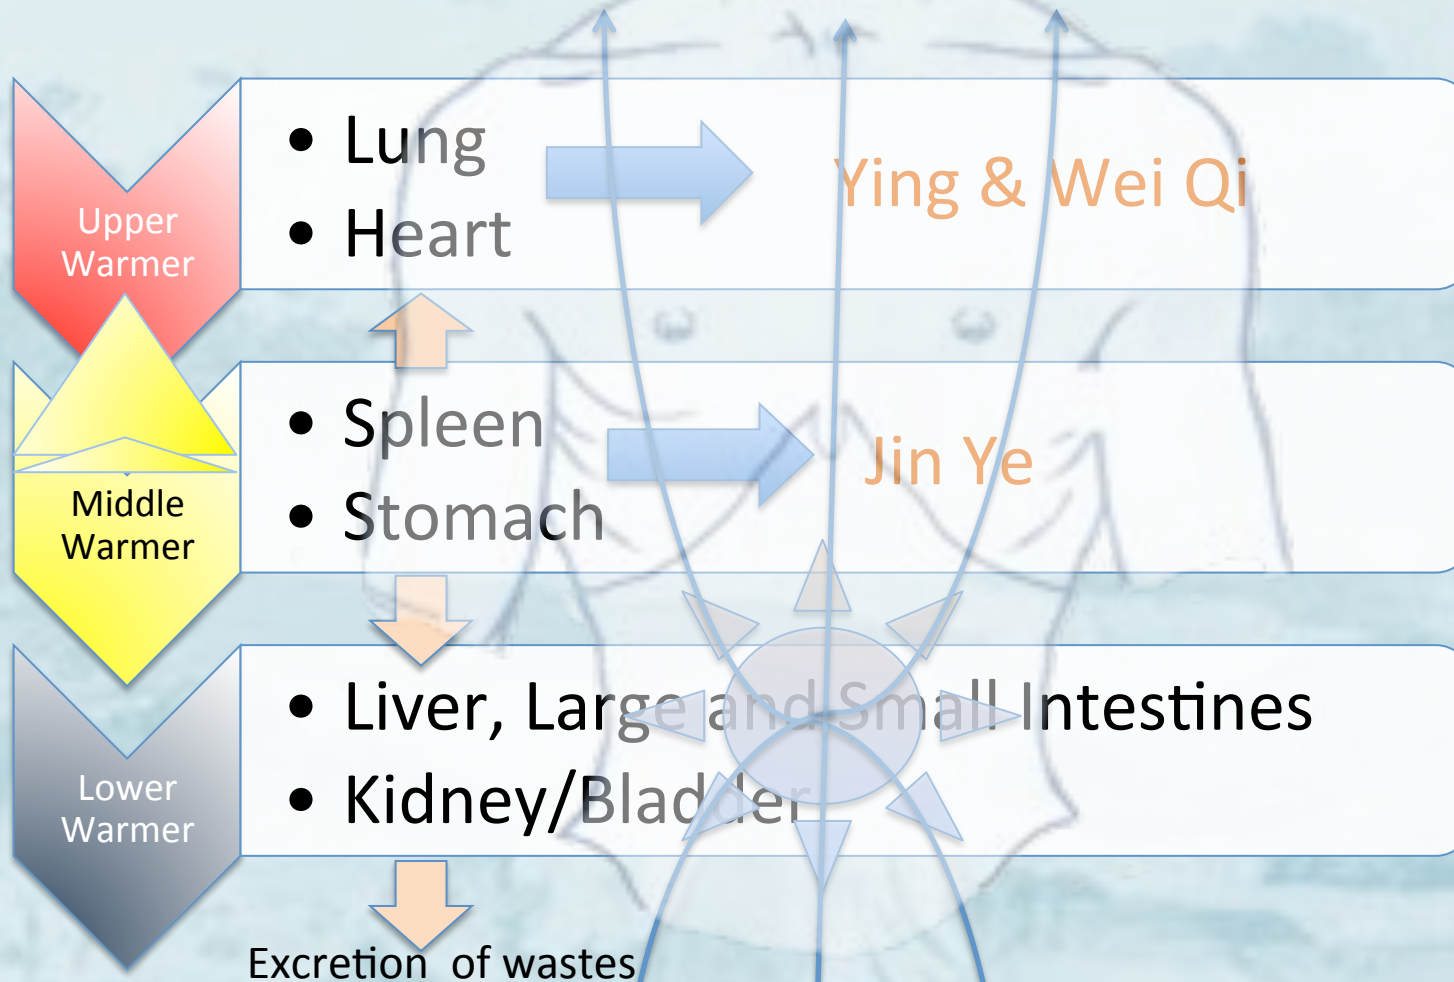 Upper
Warmer
• Lung
• Heart
Ying & Wei Qi
Middle
Warmer
• Spleen
• Stomach
Jin Ye
Lower
Warmer
• Liver, Large and Small Intestines
• Kidney/Bladder
Excretion of wastes